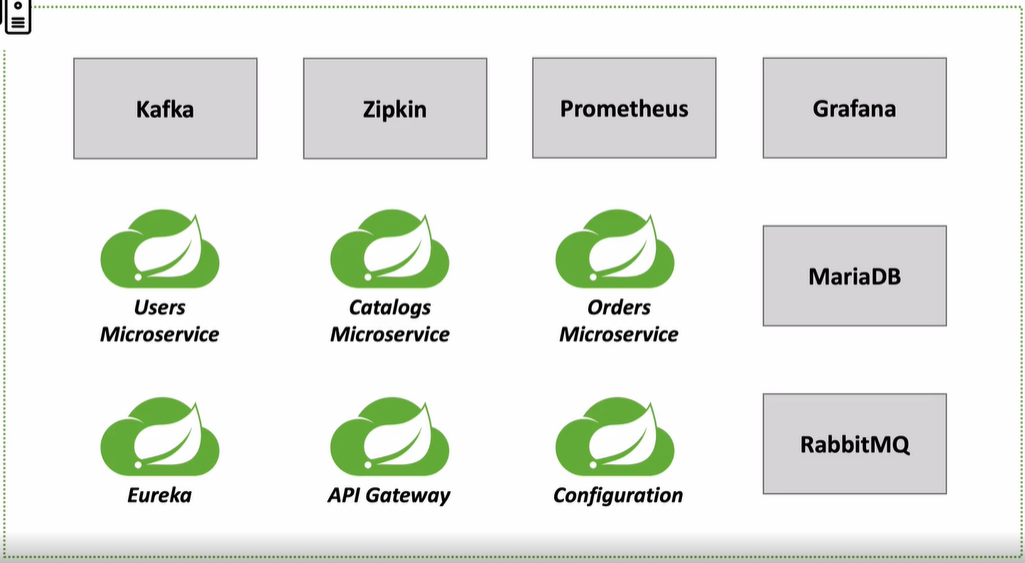 Kafka
Zipkin
Prometheus
Grafana
Users
Microservice
Catalogs
Microservice
Orders
Microservice
MariaDB
Eureka
API Gateway
Configuration
RabbitMQ